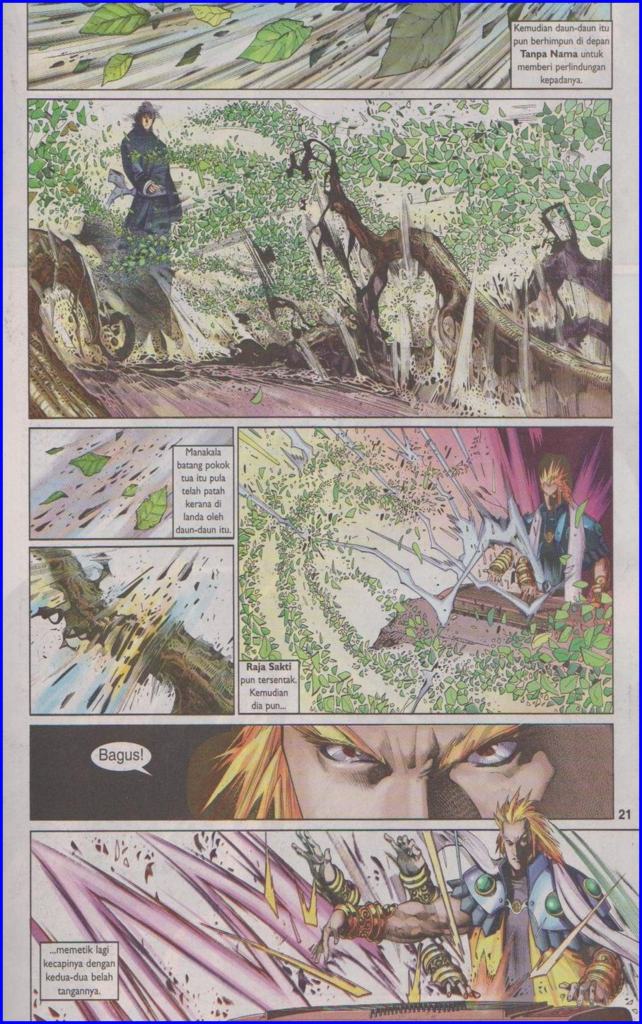 Kemudian daun-daun itu
pun berhimpun di depan
Tanpa Nama untuk
memberi perlindungan
kepadanya.
Manakala
batang pokok
tua itu pula
telah patah
kerana di
landa oleh
daun-daun itu.
Raja Sakti
pun tersentak.
Kemudian
dia pun...
Bagus!
21
...memetik lagi
kecapinya dengan
kedua-dua belah
tangannya.